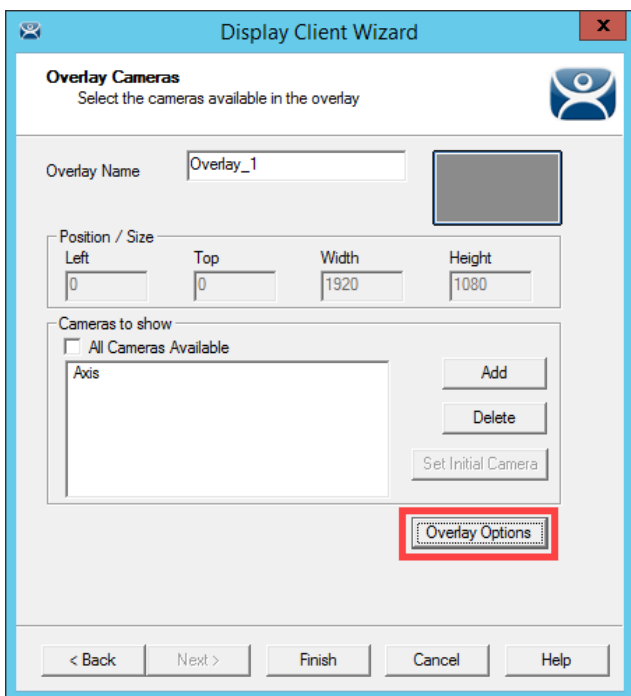 Display Client Wizard
x
Overlay Cameras
Select the cameras available in the overlay
Overlay Name
Overlay_1
Position / Size
Left Top Width Height
0 0 1920 1080
Cameras to show
All Cameras Available
Axis
Add
Delete
Set Initial Camera
Overlay Options
< Back Next > Finish Cancel Help